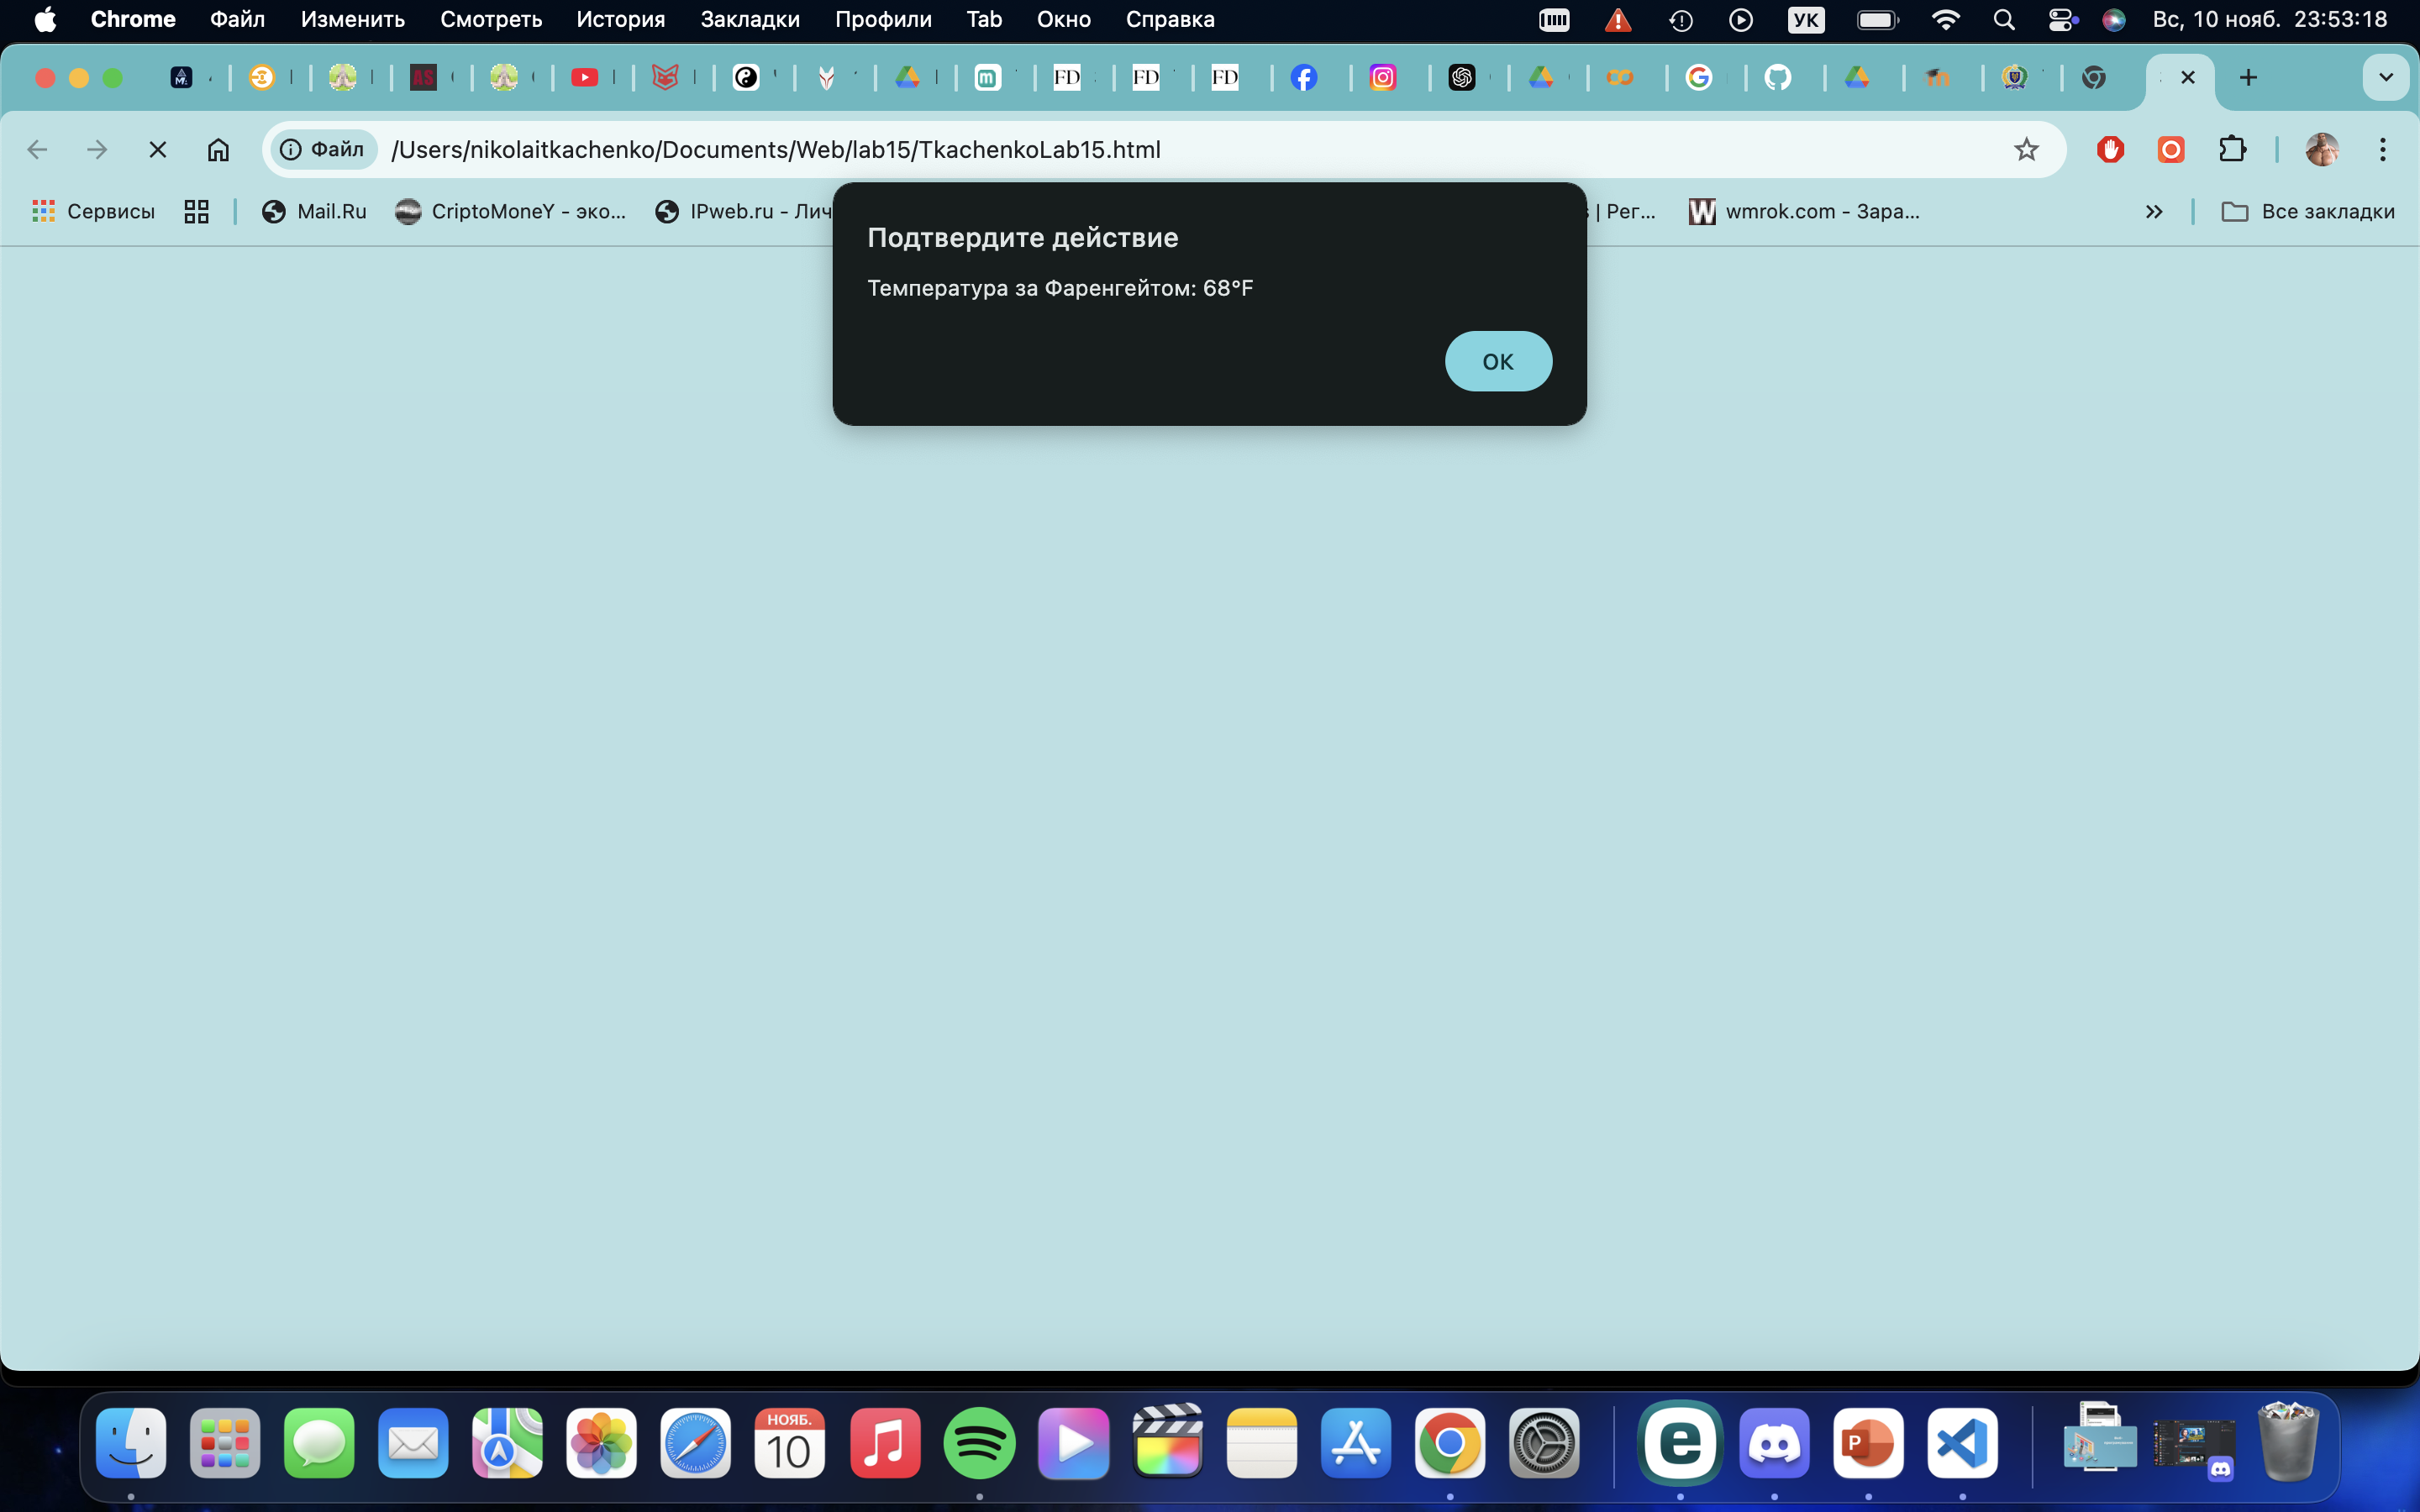 Chrome Файл Изменить Смотреть История Закладки Профили Tab Окно Справка УК Вс, 10 нояб. 23:53:18
AS FD FD FD
Файл /Users/nikolaitkachenko/Documents/Web/lab15/TkachenkoLab15.html
Сервисы Mail.Ru CriptoMoneY - эко... IPweb.ru - Лич | Рег... wmrok.com - Зара... Все закладки
Подтвердите действие
Температура за Фаренгейтом: 68°F
ОК
НОЯБ.
10